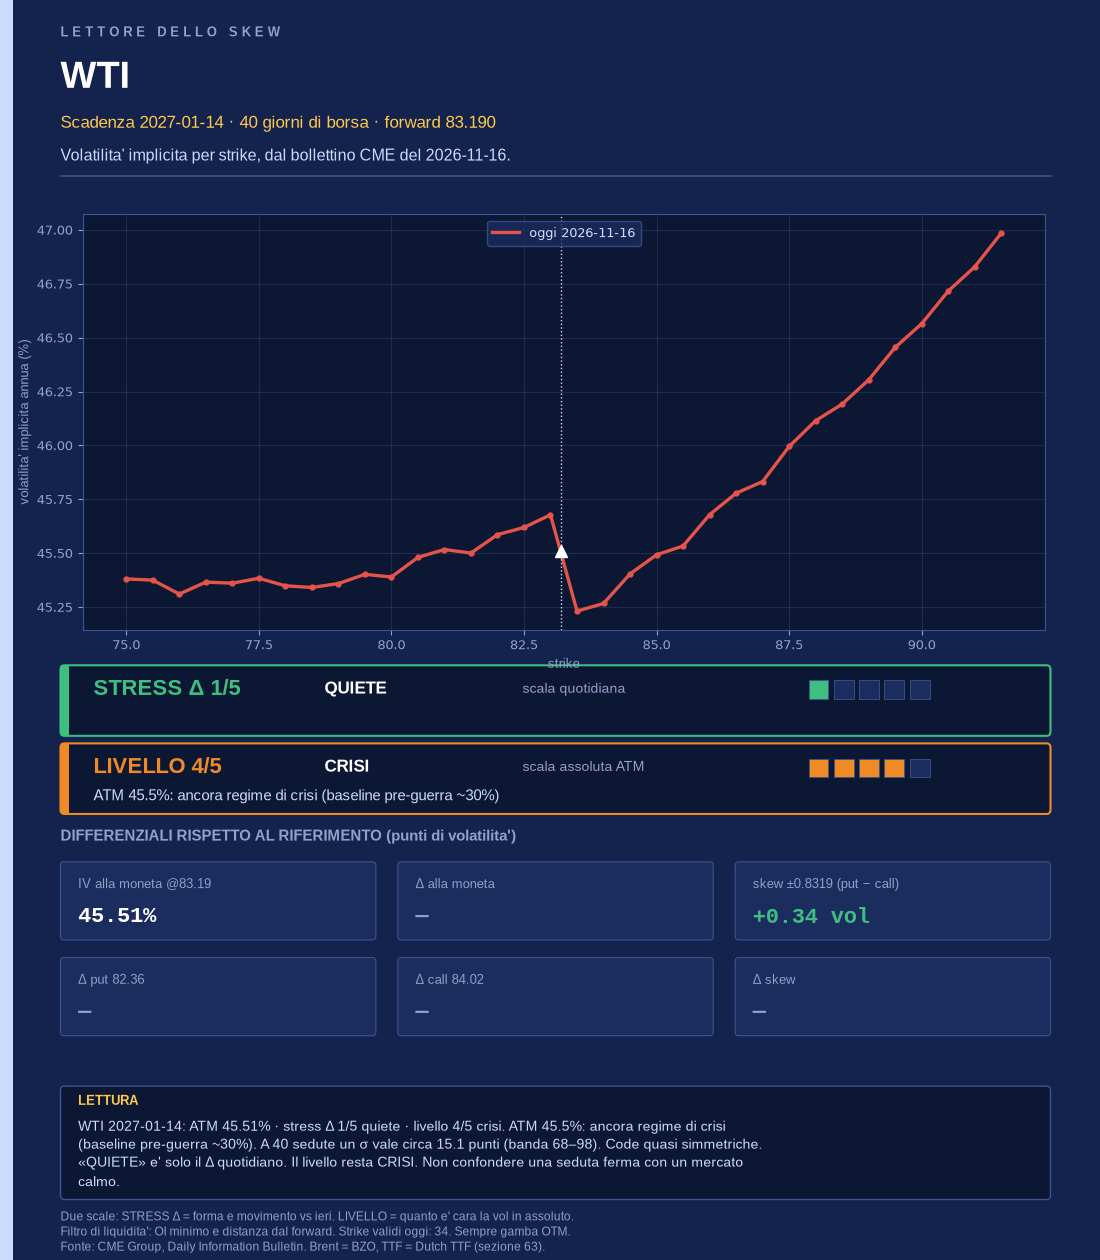 LETTORE DELLO SKEW
WTI
Scadenza 2027-01-14 · 40 giorni di borsa · forward 83.190
Volatilita' implicita per strike, dal bollettino CME del 2026-11-16.
oggi 2026-11-16
47.00
46.75
46.50
46.25
46.00
45.75
45.50
45.25
volatilita' implicita annua (%)
75.0 77.5 80.0 82.5 85.0 87.5 90.0
strike
STRESS Δ 1/5 QUIETE scala quotidiana
LIVELLO 4/5 CRISI scala assoluta ATM
ATM 45.5%: ancora regime di crisi (baseline pre-guerra ~30%)
DIFFERENZIALI RISPETTO AL RIFERIMENTO (punti di volatilita')
IV alla moneta @83.19 Δ alla moneta skew ±0.8319 (put − call)
45.51% — +0.34 vol
Δ put 82.36 Δ call 84.02 Δ skew
— — —
LETTURA
WTI 2027-01-14: ATM 45.51% · stress Δ 1/5 quiete · livello 4/5 crisi. ATM 45.5%: ancora regime di crisi
(baseline pre-guerra ~30%). A 40 sedute un σ vale circa 15.1 punti (banda 68–98). Code quasi simmetriche.
«QUIETE» e' solo il Δ quotidiano. Il livello resta CRISI. Non confondere una seduta ferma con un mercato
calmo.
Due scale: STRESS Δ = forma e movimento vs ieri. LIVELLO = quanto e' cara la vol in assoluto.
Filtro di liquidita': OI minimo e distanza dal forward. Strike validi oggi: 34. Sempre gamba OTM.
Fonte: CME Group, Daily Information Bulletin. Brent = BZO, TTF = Dutch TTF (sezione 63).